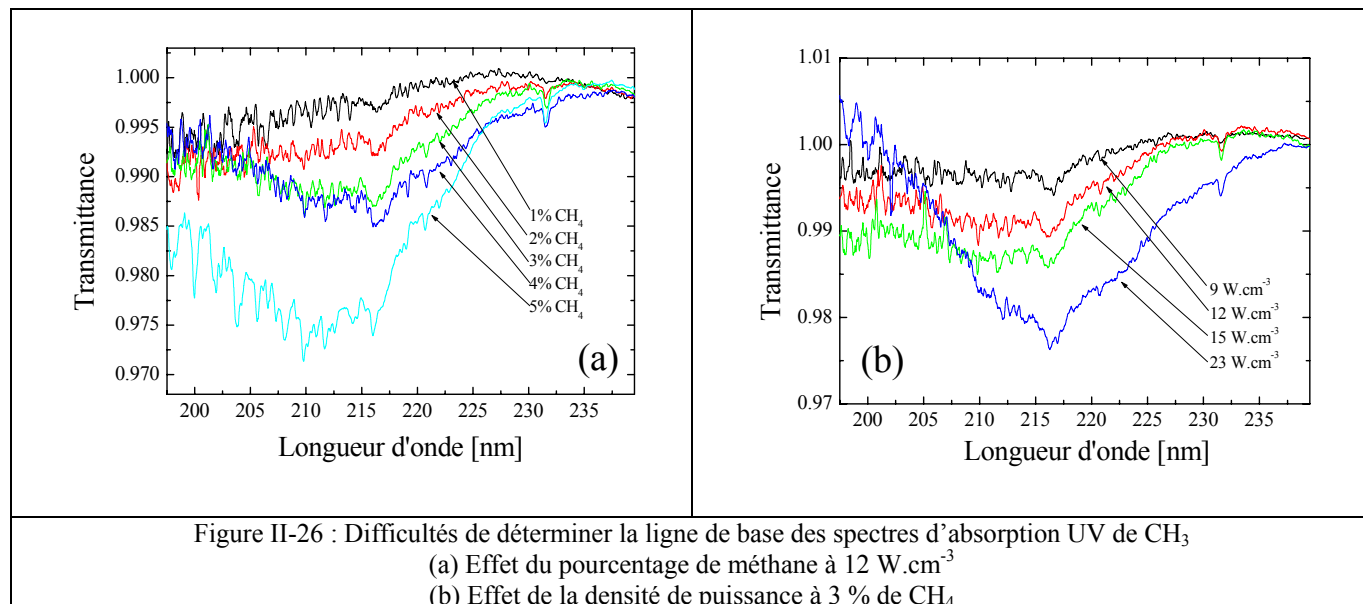 1.000
0.995
0.990
0.985
0.980
0.975
0.970
Transmittance
1% CH4
2% CH4
3% CH4
4% CH4
5% CH4
(a)
200 205 210 215 220 225 230 235
Longueur d'onde [nm]
1.01
1.00
0.99
0.98
0.97
Transmittance
9 W.cm-3
12 W.cm-3
15 W.cm-3
23 W.cm-3
(b)
200 205 210 215 220 225 230 235
Longueur d'onde [nm]
Figure II-26 : Difficultés de déterminer la ligne de base des spectres d'absorption UV de CH3
(a) Effet du pourcentage de méthane à 12 W.cm-3
(b) Effet de la densité de puissance à 3 % de CH4